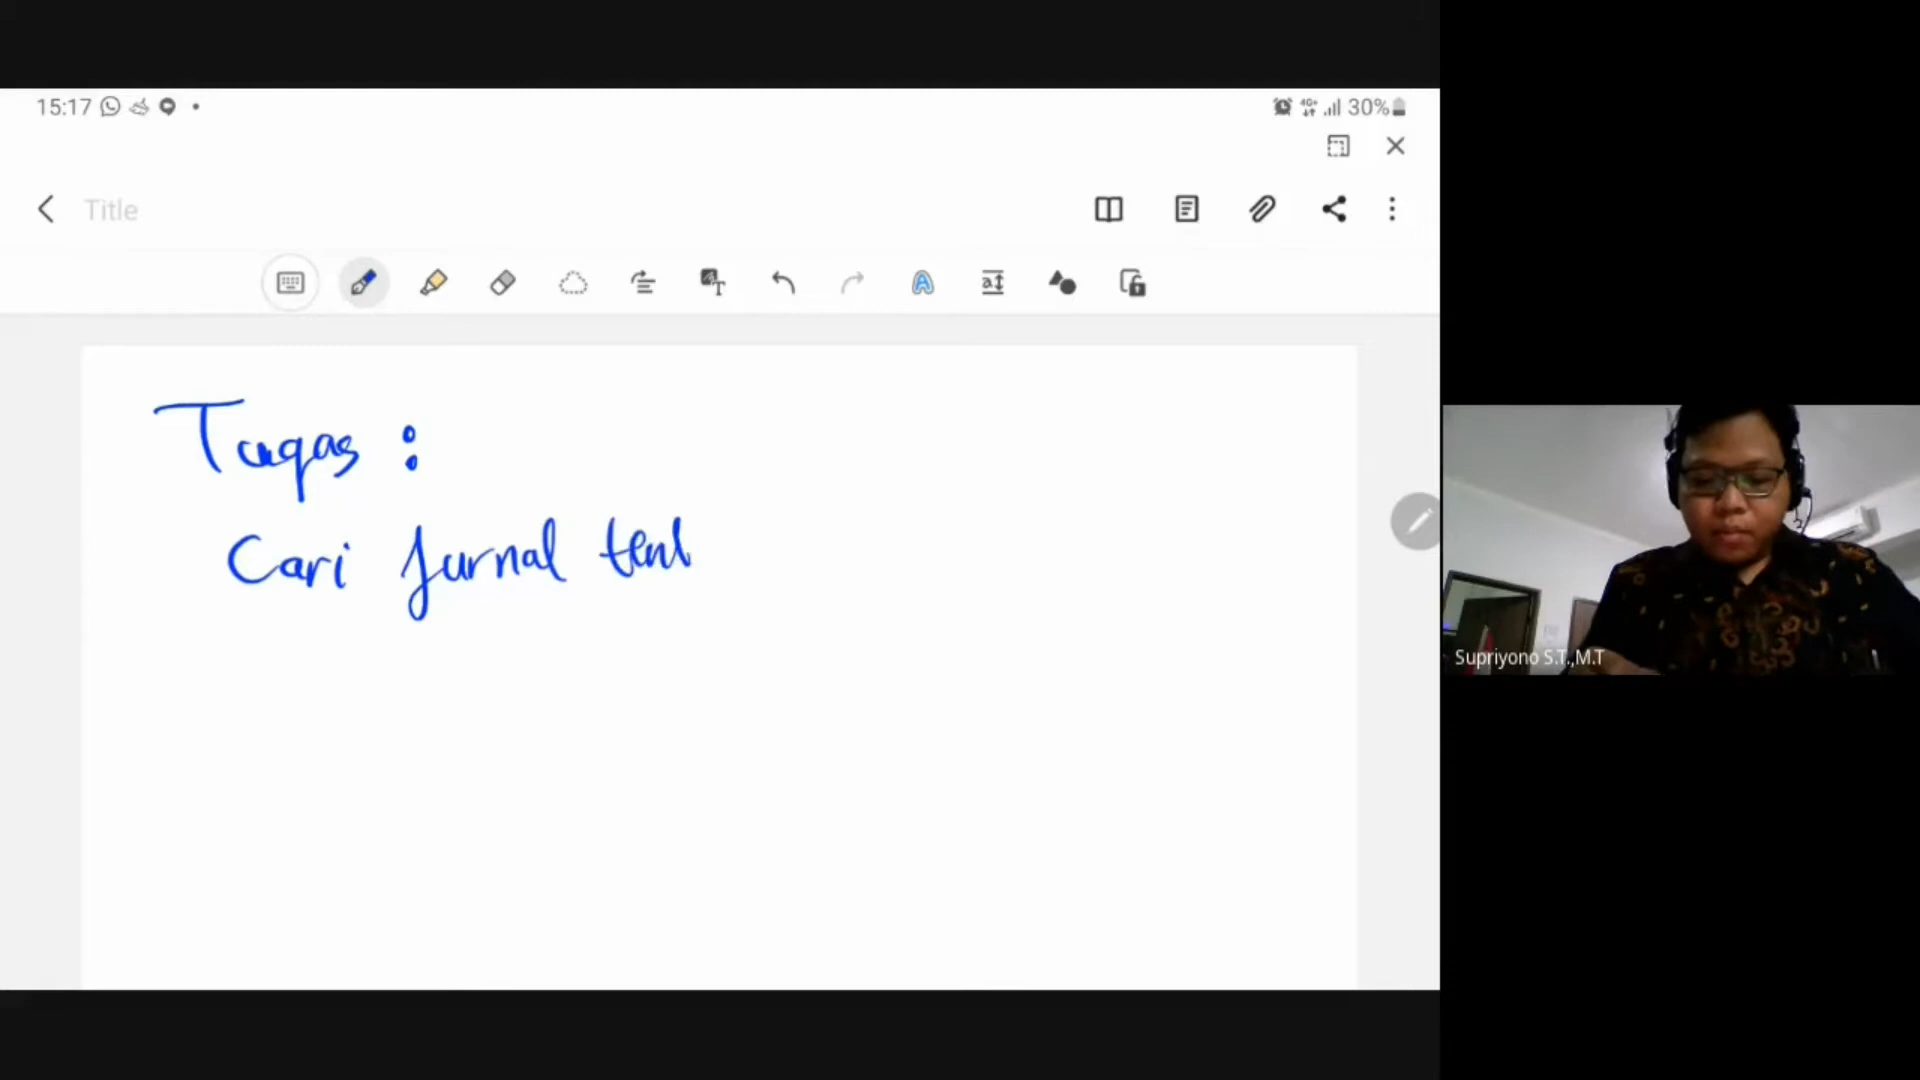 15:17
30%
Title
Tugas :
Cari Jurnal tent
Supriyono S.T.,M.T